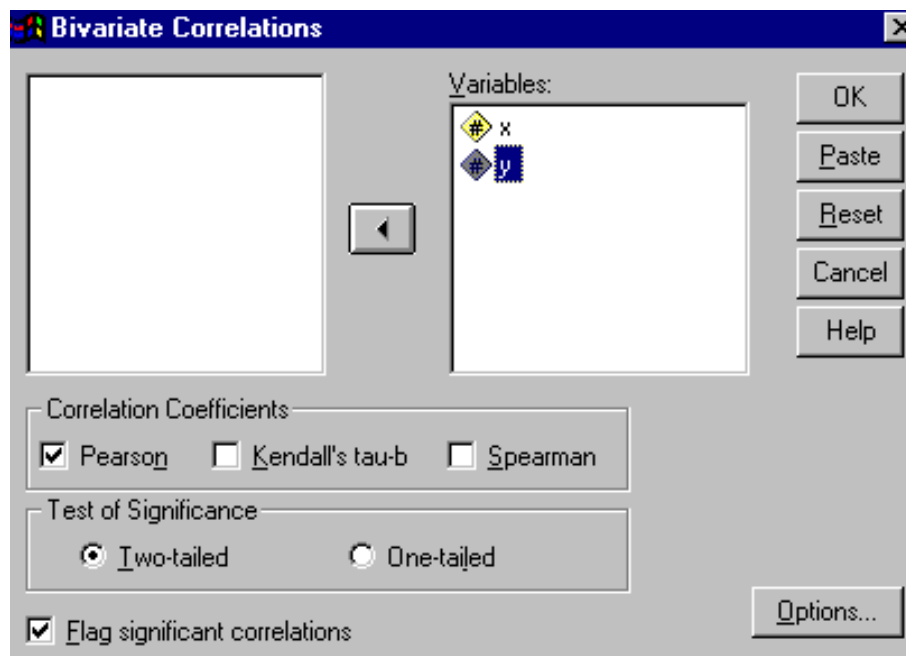 Bivariate Correlations
Variables:
# x
# y
OK
Paste
Reset
Cancel
Help
Correlation Coefficients
Pearson Kendall's tau-b Spearman
Test of Significance
Two-tailed One-tailed
Options...
Flag significant correlations